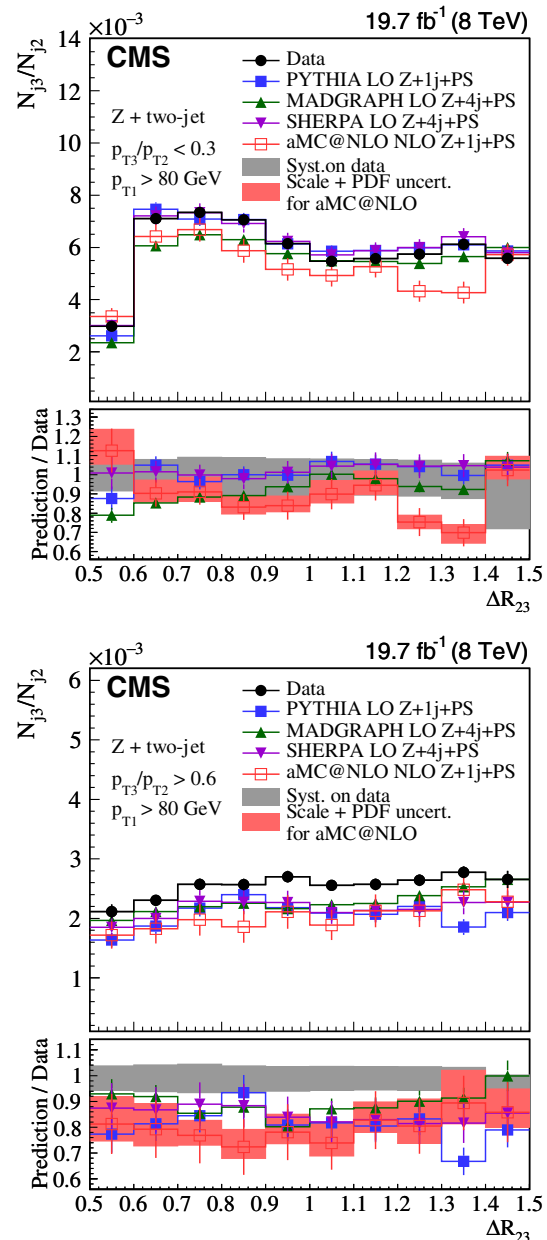 ×10⁻³
19.7 fb⁻¹ (8 TeV)
N_j3/N_j2
14
12
10
8
6
4
2
CMS
Z + two-jet
p_T3/p_T2 < 0.3
p_T1 > 80 GeV
Data
PYTHIA LO Z+1j+PS
MADGRAPH LO Z+4j+PS
SHERPA LO Z+4j+PS
aMC@NLO NLO Z+1j+PS
Syst.on data
Scale + PDF uncert.
for aMC@NLO
Prediction / Data
1.3
1.2
1.1
1
0.9
0.8
0.7
0.6
0.5 0.6 0.7 0.8 0.9 1 1.1 1.2 1.3 1.4 1.5
ΔR₂₃
×10⁻³
19.7 fb⁻¹ (8 TeV)
N_j3/N_j2
6
5
4
3
2
1
CMS
Z + two-jet
p_T3/p_T2 > 0.6
p_T1 > 80 GeV
Data
PYTHIA LO Z+1j+PS
MADGRAPH LO Z+4j+PS
SHERPA LO Z+4j+PS
aMC@NLO NLO Z+1j+PS
Syst. on data
Scale + PDF uncert.
for aMC@NLO
Prediction / Data
1.1
1
0.9
0.8
0.7
0.6
0.5 0.6 0.7 0.8 0.9 1 1.1 1.2 1.3 1.4 1.5
ΔR₂₃